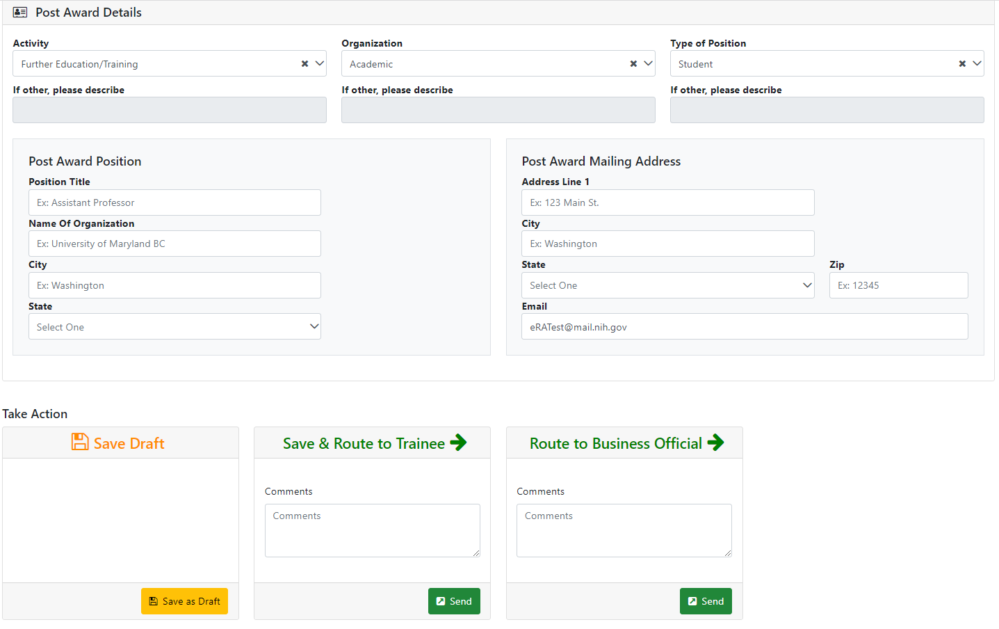 Post Award Details
Activity
Organization
Type of Position
Further Education/Training
Academic
Student
If other, please describe
If other, please describe
If other, please describe
Post Award Position
Position Title
Ex: Assistant Professor
Name Of Organization
Ex: University of Maryland BC
City
Ex: Washington
State
Select One
Post Award Mailing Address
Address Line 1
Ex: 123 Main St.
City
Ex: Washington
State
Zip
Select One
Ex: 12345
Email
eRATest@mail.nih.gov
Take Action
Save Draft
Save as Draft
Save & Route to Trainee
Comments
Comments
Send
Route to Business Official
Comments
Comments
Send